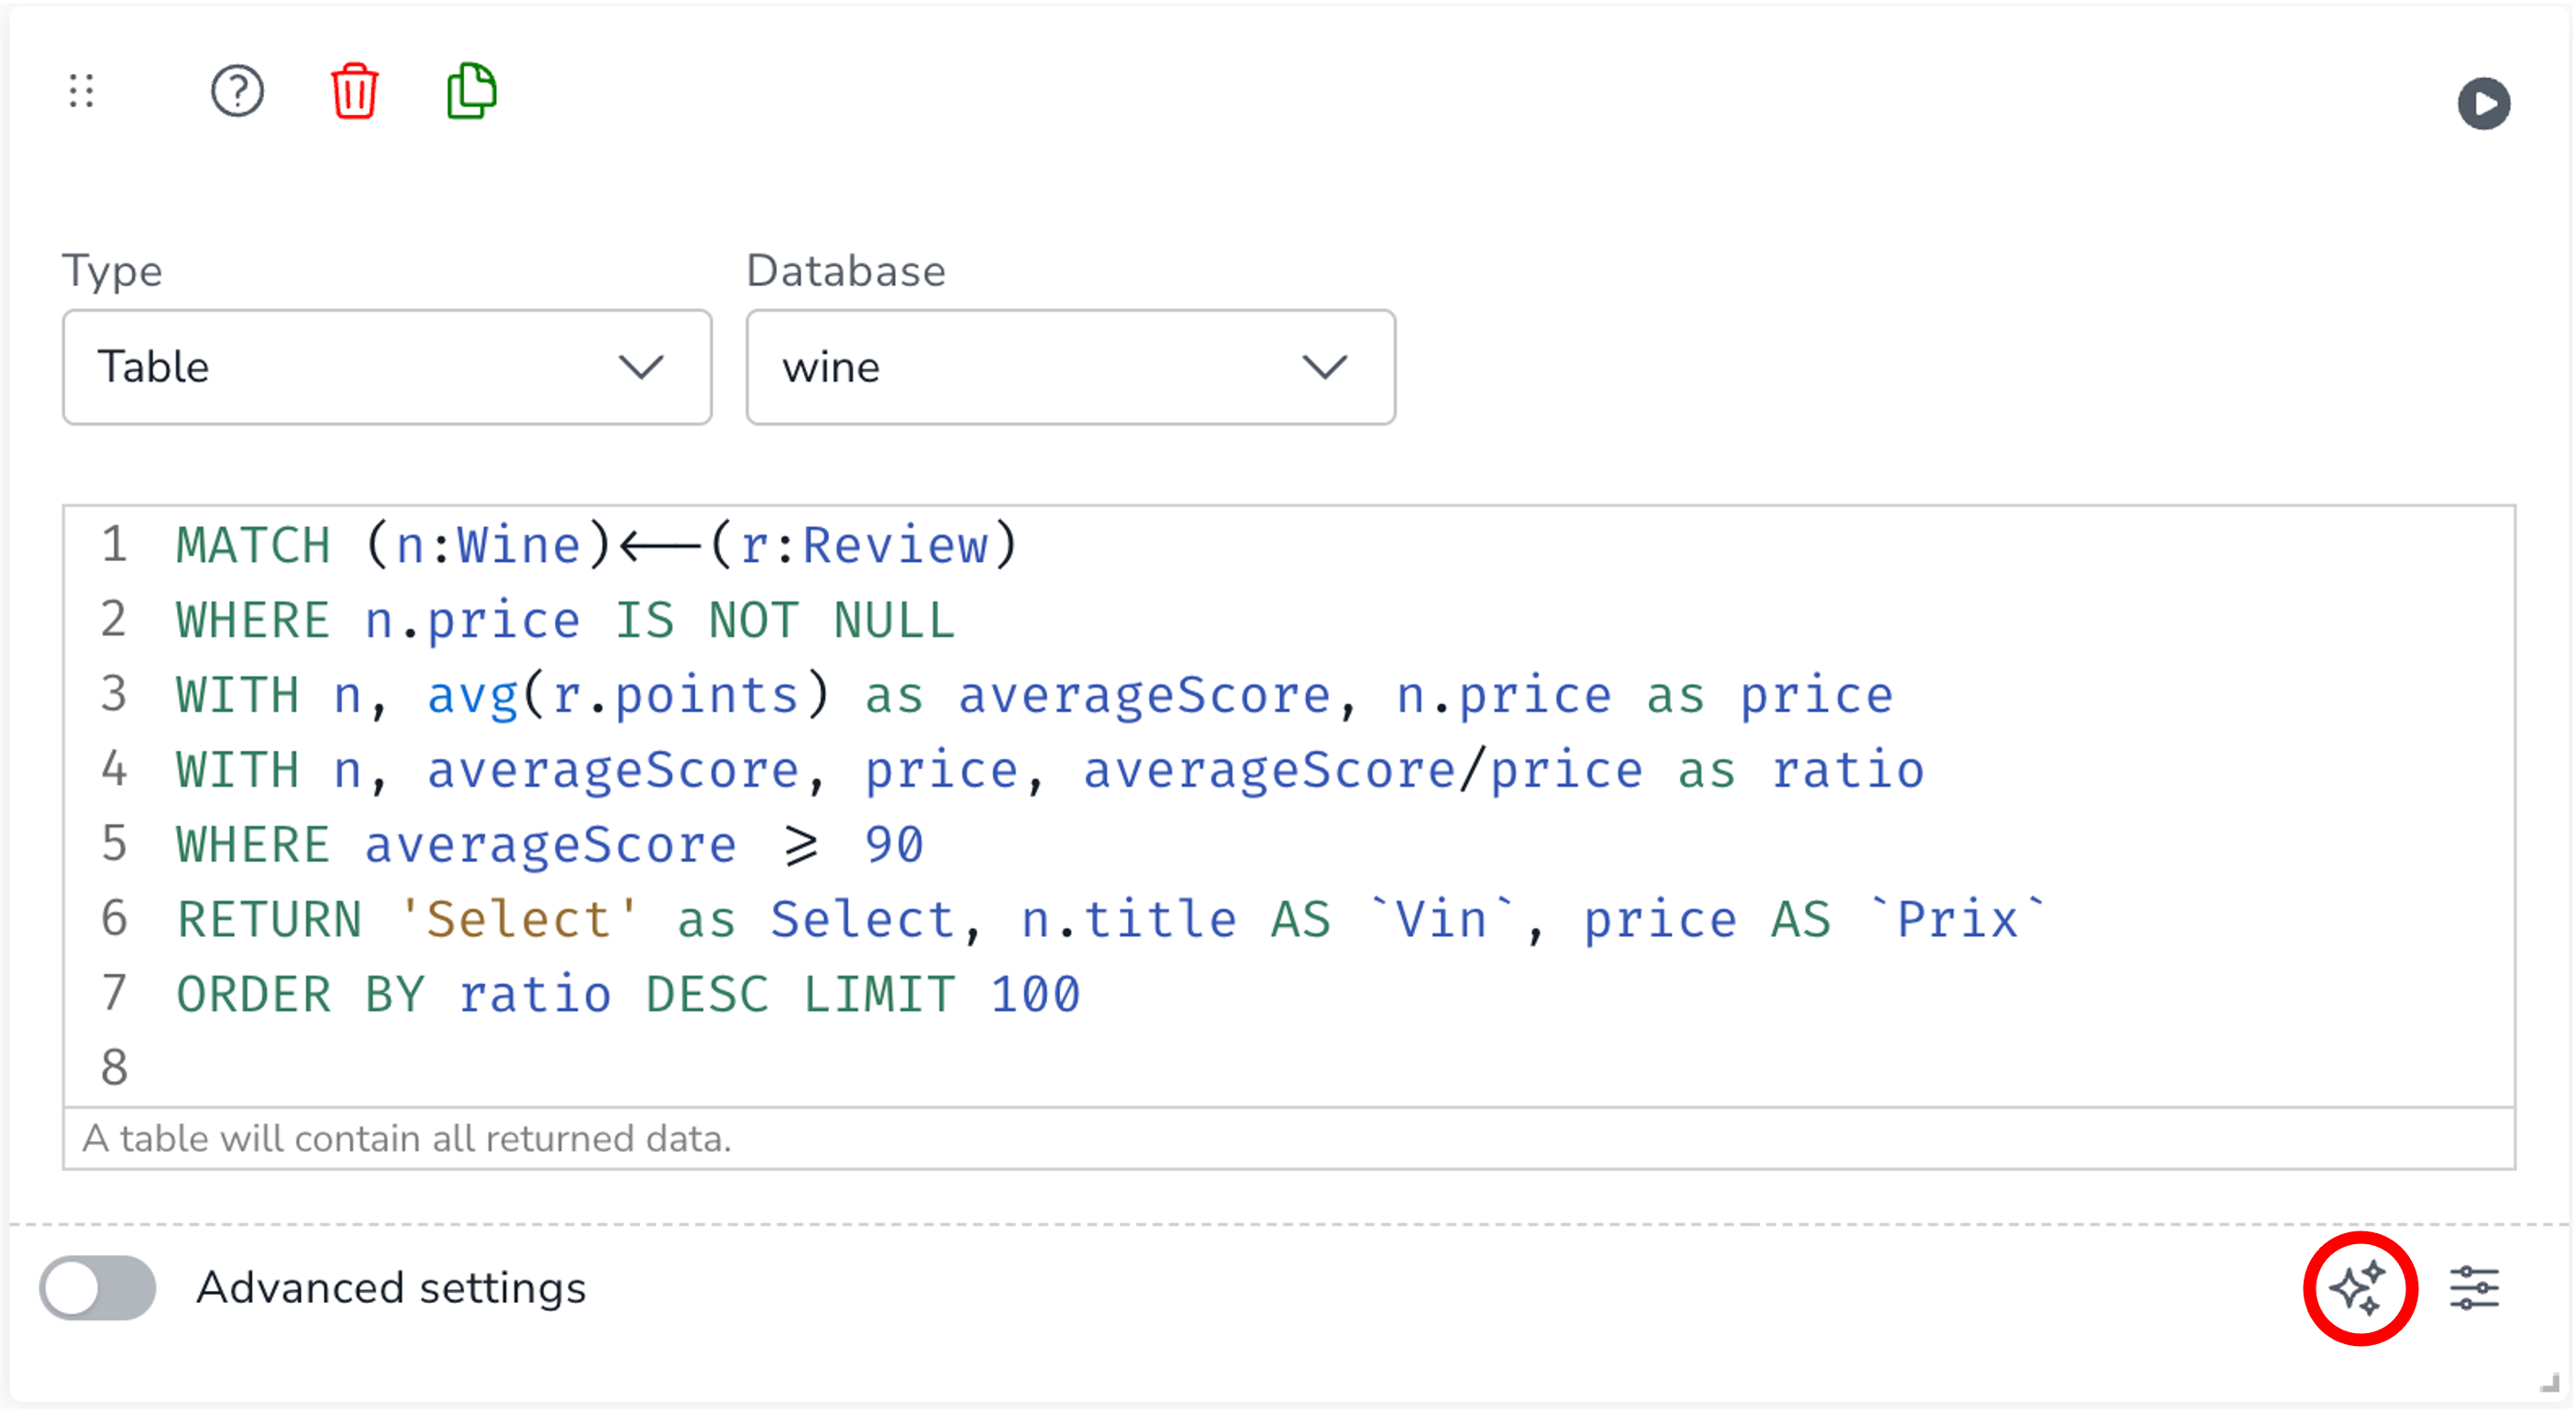 Type
Database
Table
wine
1 MATCH (n:Wine)<--(r:Review)
2 WHERE n.price IS NOT NULL
3 WITH n, avg(r.points) as averageScore, n.price as price
4 WITH n, averageScore, price, averageScore/price as ratio
5 WHERE averageScore >= 90
6 RETURN 'Select' as Select, n.title AS `Vin`, price AS `Prix`
7 ORDER BY ratio DESC LIMIT 100
8
A table will contain all returned data.
Advanced settings